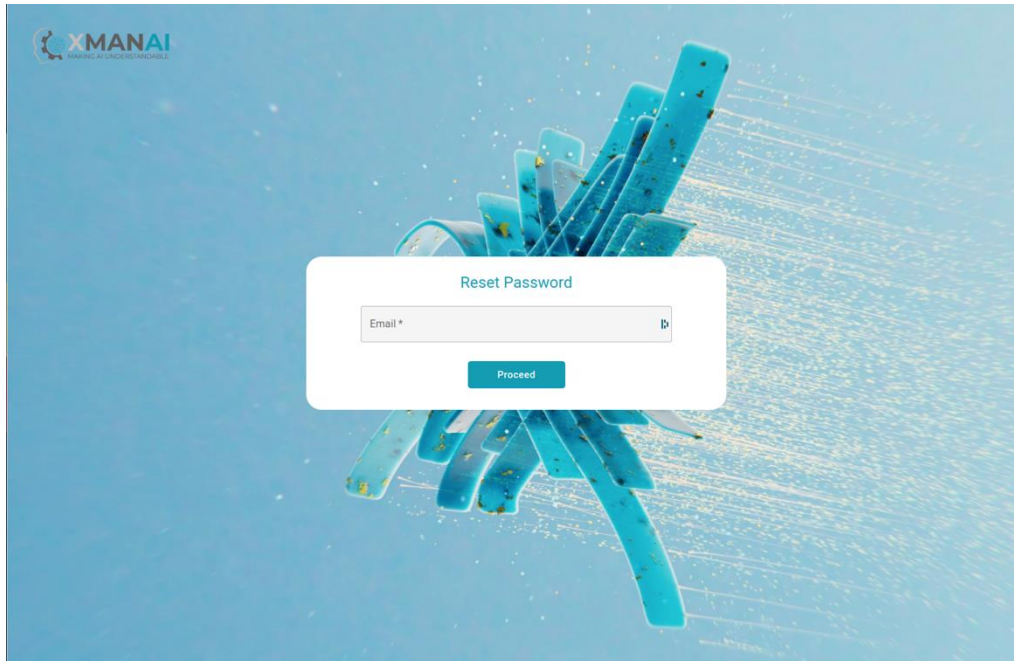 XMANAI
MAKING AI UNDERSTANDABLE
Reset Password
Email *
Proceed